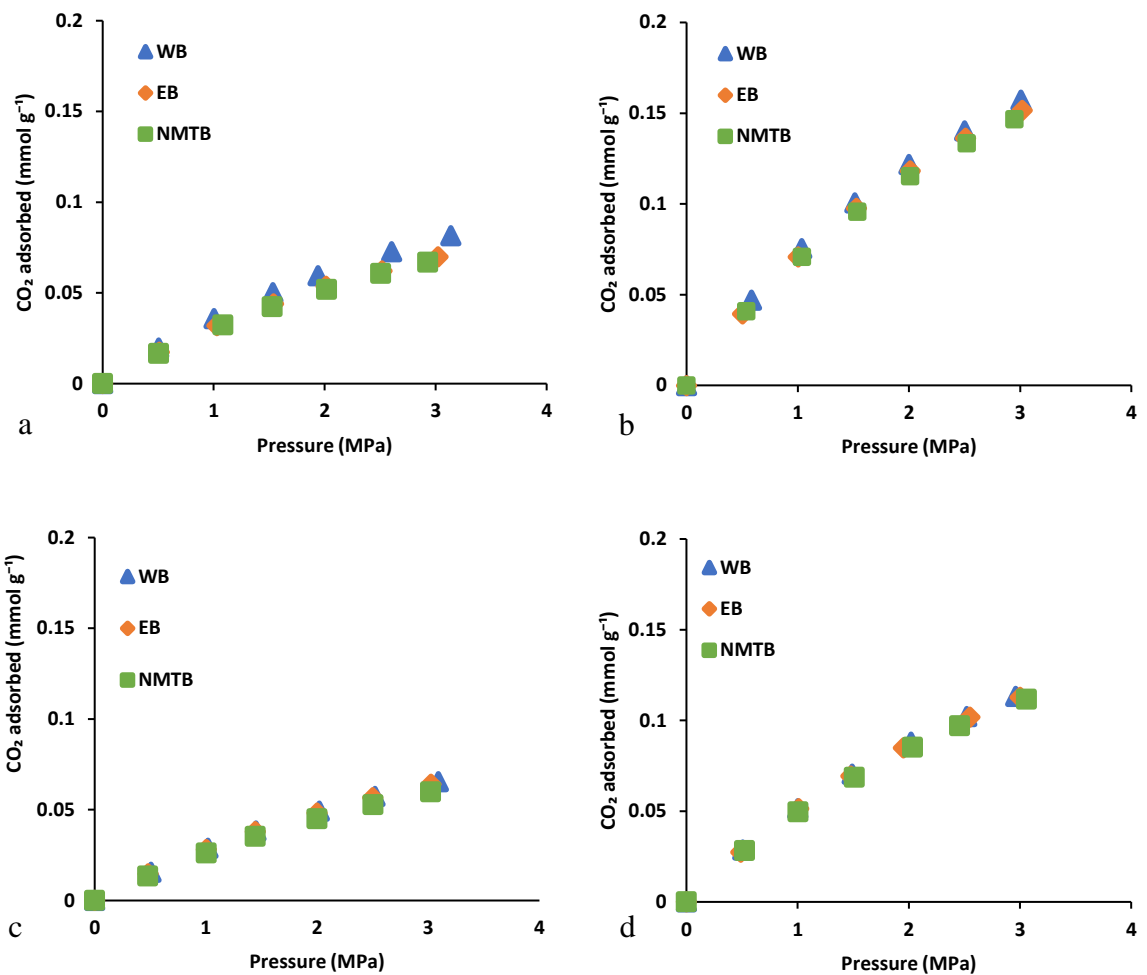 0.2
0.15
0.1
0.05
0
CO₂ adsorbed (mmol g⁻¹)
WB
EB
NMTB
0 1 2 3 4
Pressure (MPa)
a
0.2
0.15
0.1
0.05
0
CO₂ adsorbed (mmol g⁻¹)
WB
EB
NMTB
0 1 2 3 4
Pressure (MPa)
b
0.2
0.15
0.1
0.05
0
CO₂ adsorbed (mmol g⁻¹)
WB
EB
NMTB
0 1 2 3 4
Pressure (MPa)
c
0.2
0.15
0.1
0.05
0
CO₂ adsorbed (mmol g⁻¹)
WB
EB
NMTB
0 1 2 3 4
Pressure (MPa)
d